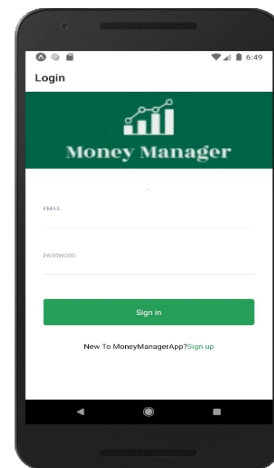 6:49
Login
Money Manager
EMAIL
PASSWORD
Sign in
New To MoneyManagerApp?Sign up